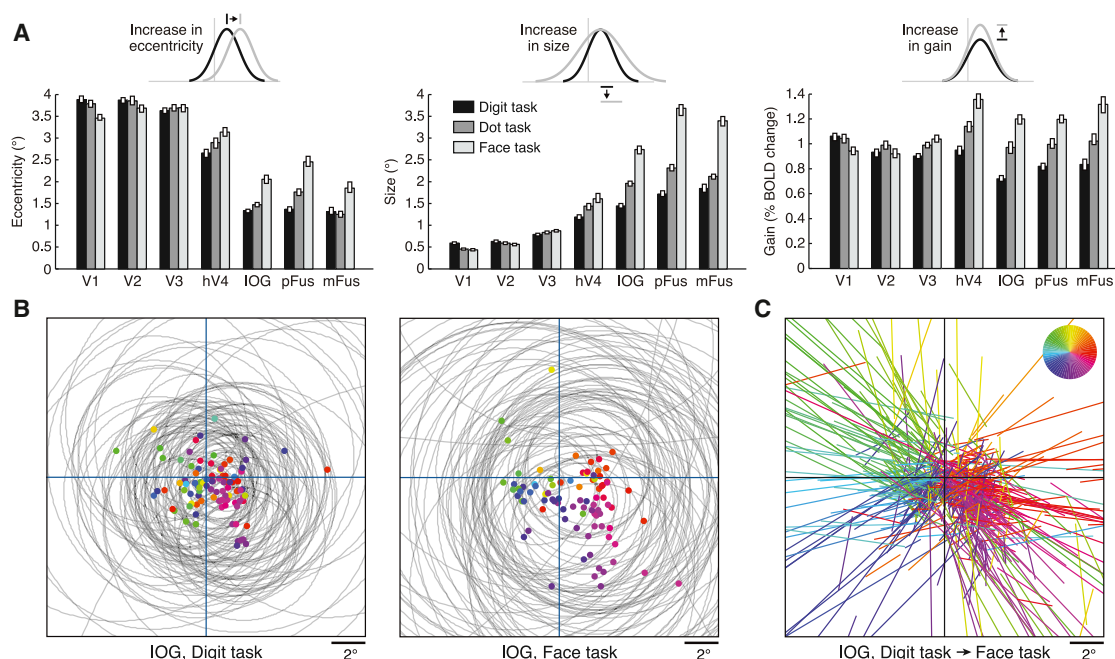 A
Increase in
eccentricity
Increase
in size
Increase
in gain
Eccentricity (°)
4
3.5
3
2.5
2
1.5
1
0.5
0
V1 V2 V3 hV4 IOG pFus mFus
Size (°)
4
3.5
3
2.5
2
1.5
1
0.5
0
Digit task
Dot task
Face task
V1 V2 V3 hV4 IOG pFus mFus
Gain (% BOLD change)
1.4
1.2
1
0.8
0.6
0.4
0.2
0
V1 V2 V3 hV4 IOG pFus mFus
B
IOG, Digit task
2°
IOG, Face task
2°
C
IOG, Digit task → Face task
2°